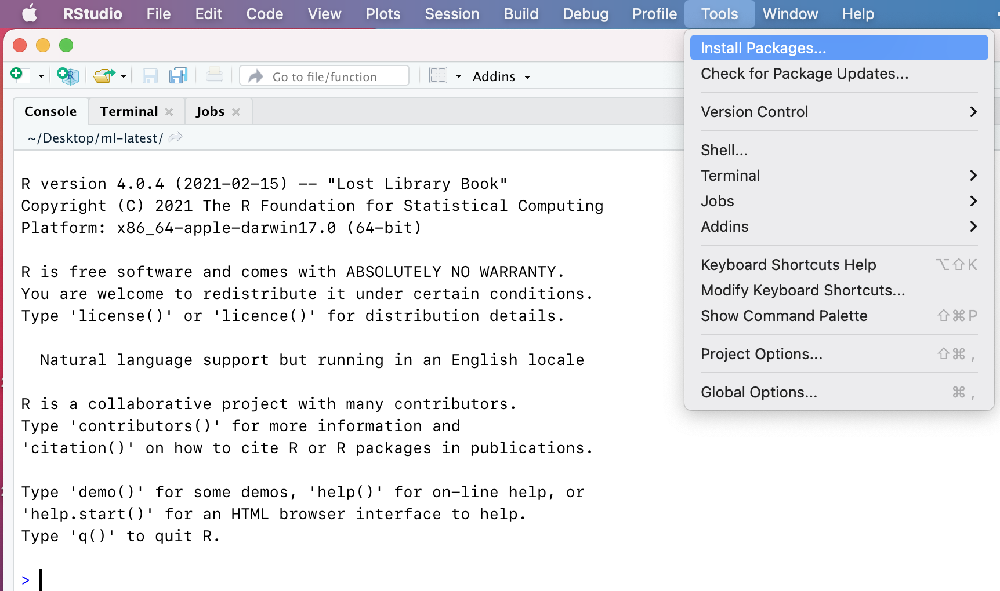 RStudio File Edit Code View Plots Session Build Debug Profile Tools Window Help
Go to file/function
Addins
Console Terminal Jobs
~/Desktop/ml-latest/
R version 4.0.4 (2021-02-15) -- "Lost Library Book"
Copyright (C) 2021 The R Foundation for Statistical Computing
Platform: x86_64-apple-darwin17.0 (64-bit)
R is free software and comes with ABSOLUTELY NO WARRANTY.
You are welcome to redistribute it under certain conditions.
Type 'license()' or 'licence()' for distribution details.
Natural language support but running in an English locale
R is a collaborative project with many contributors.
Type 'contributors()' for more information and
'citation()' on how to cite R or R packages in publications.
Type 'demo()' for some demos, 'help()' for on-line help, or
'help.start()' for an HTML browser interface to help.
Type 'q()' to quit R.
>
Install Packages...
Check for Package Updates...
Version Control
Shell...
Terminal
Jobs
Addins
Keyboard Shortcuts Help ⌥⇧K
Modify Keyboard Shortcuts...
Show Command Palette ⇧⌘P
Project Options... ⇧⌘,
Global Options... ⌘,